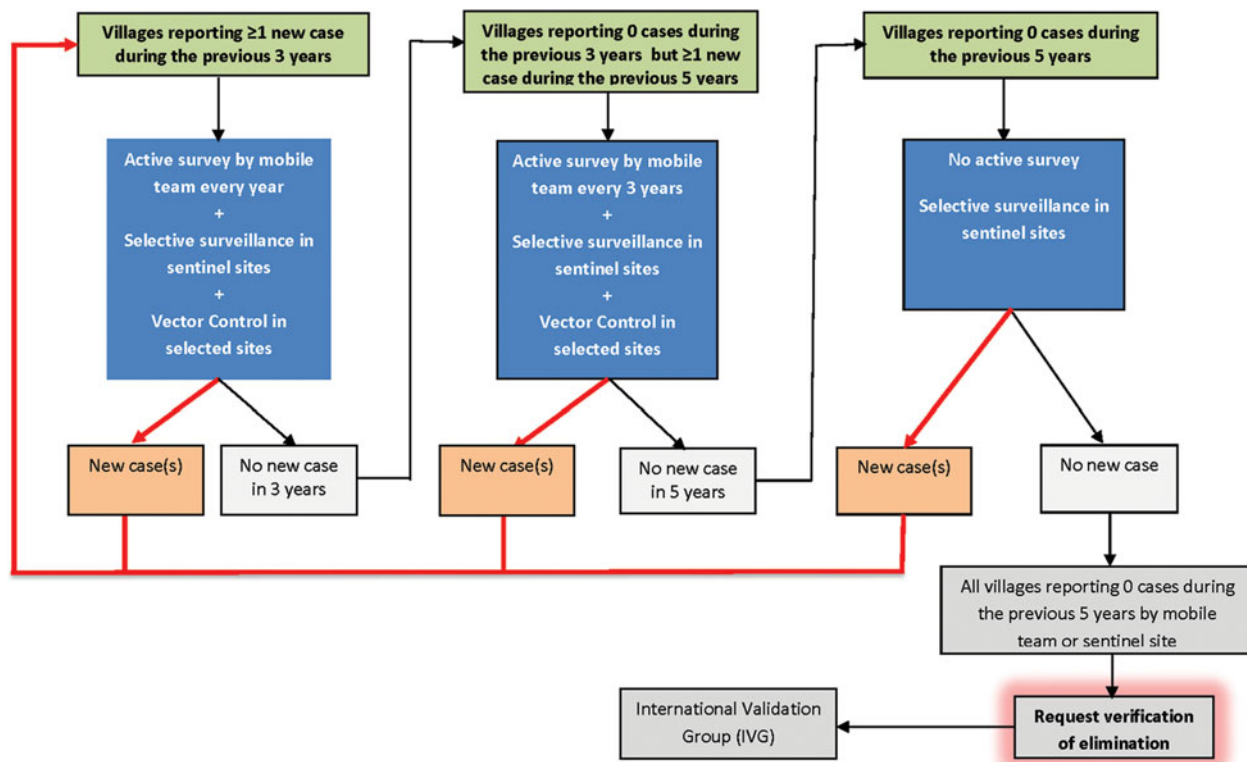 Villages reporting ≥1 new case
during the previous 3 years
Villages reporting 0 cases during
the previous 3 years but ≥1 new
case during the previous 5 years
Villages reporting 0 cases during
the previous 5 years
Active survey by mobile
team every year
+
Selective surveillance in
sentinel sites
+
Vector Control in
selected sites
Active survey by mobile
team every 3 years
+
Selective surveillance in
sentinel sites
+
Vector Control in
selected sites
No active survey
Selective surveillance in
sentinel sites
New case(s)
No new case
in 3 years
New case(s)
No new case
in 5 years
New case(s)
No new case
All villages reporting 0 cases during
the previous 5 years by mobile
team or sentinel site
International Validation
Group (IVG)
Request verification
of elimination